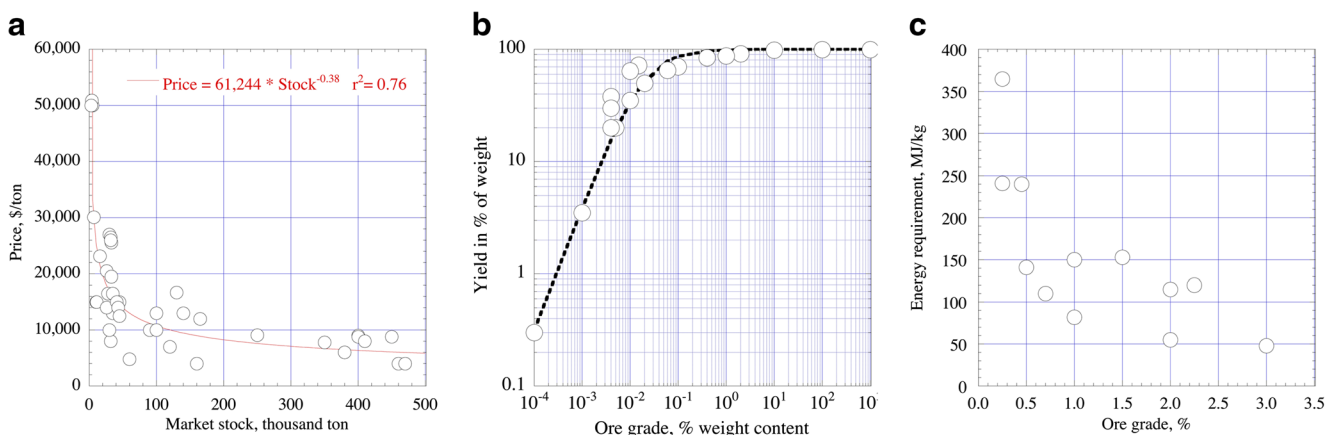 a
60,000
50,000
40,000
30,000
20,000
10,000
0
Price, $/ton
Price = 61,244 * Stock^-0.38 r²= 0.76
0 100 200 300 400 500
Market stock, thousand ton
b
100
10
1
0.1
Yield in % of weight
10⁻⁴ 10⁻³ 10⁻² 10⁻¹ 10⁰ 10¹ 10²
Ore grade, % weight content
c
400
350
300
250
200
150
100
50
0
Energy requirement, MJ/kg
0.0 0.5 1.0 1.5 2.0 2.5 3.0 3.5
Ore grade, %